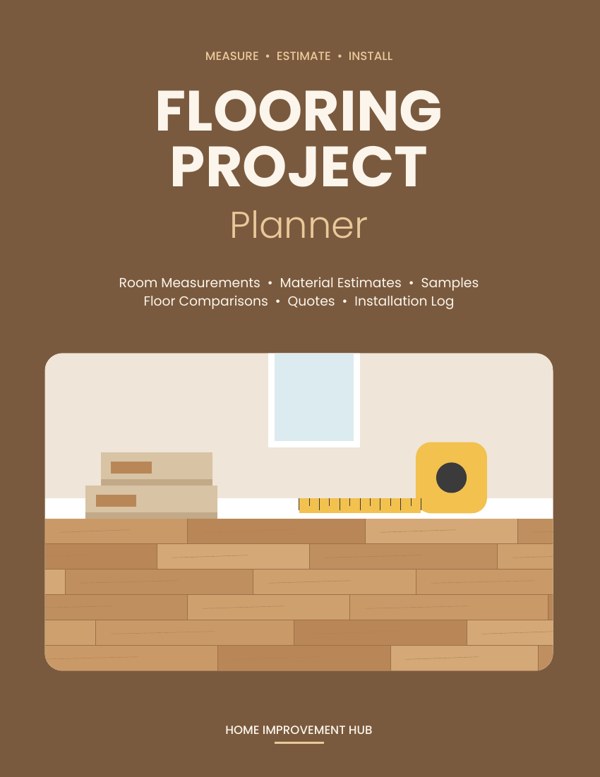 MEASURE • ESTIMATE • INSTALL
FLOORING
PROJECT
Planner
Room Measurements • Material Estimates • Samples
Floor Comparisons • Quotes • Installation Log
HOME IMPROVEMENT HUB